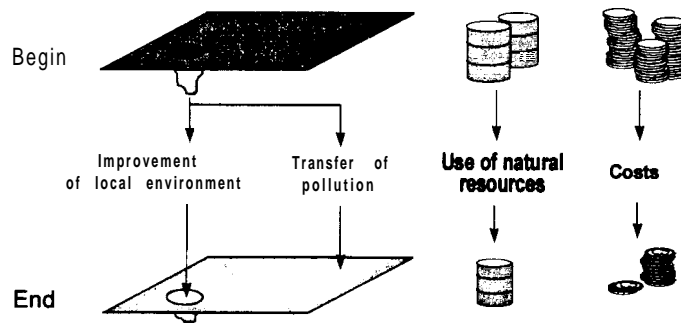 Begin
Improvement
of local environment
Transfer of
pollution
Use of natural
resources
Costs
End